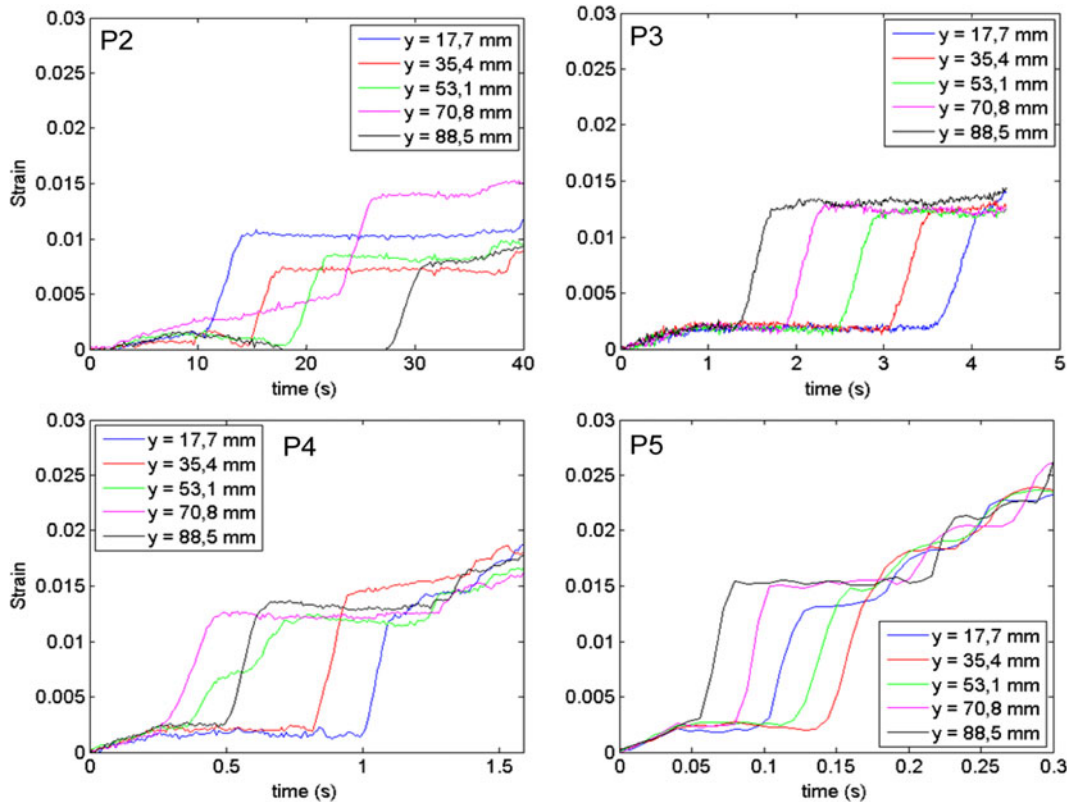 P2
y = 17,7 mm
y = 35,4 mm
y = 53,1 mm
y = 70,8 mm
y = 88,5 mm
0.03
0.025
0.02
0.015
0.01
0.005
0
Strain
0 10 20 30 40
time (s)
P3
y = 17,7 mm
y = 35,4 mm
y = 53,1 mm
y = 70,8 mm
y = 88,5 mm
0.03
0.025
0.02
0.015
0.01
0.005
0
0 1 2 3 4 5
time (s)
P4
y = 17,7 mm
y = 35,4 mm
y = 53,1 mm
y = 70,8 mm
y = 88,5 mm
0.03
0.025
0.02
0.015
0.01
0.005
0
Strain
0 0.5 1 1.5
time (s)
P5
0.03
0.025
0.02
0.015
0.01
0.005
0
y = 17,7 mm
y = 35,4 mm
y = 53,1 mm
y = 70,8 mm
y = 88,5 mm
0 0.05 0.1 0.15 0.2 0.25 0.3
time (s)